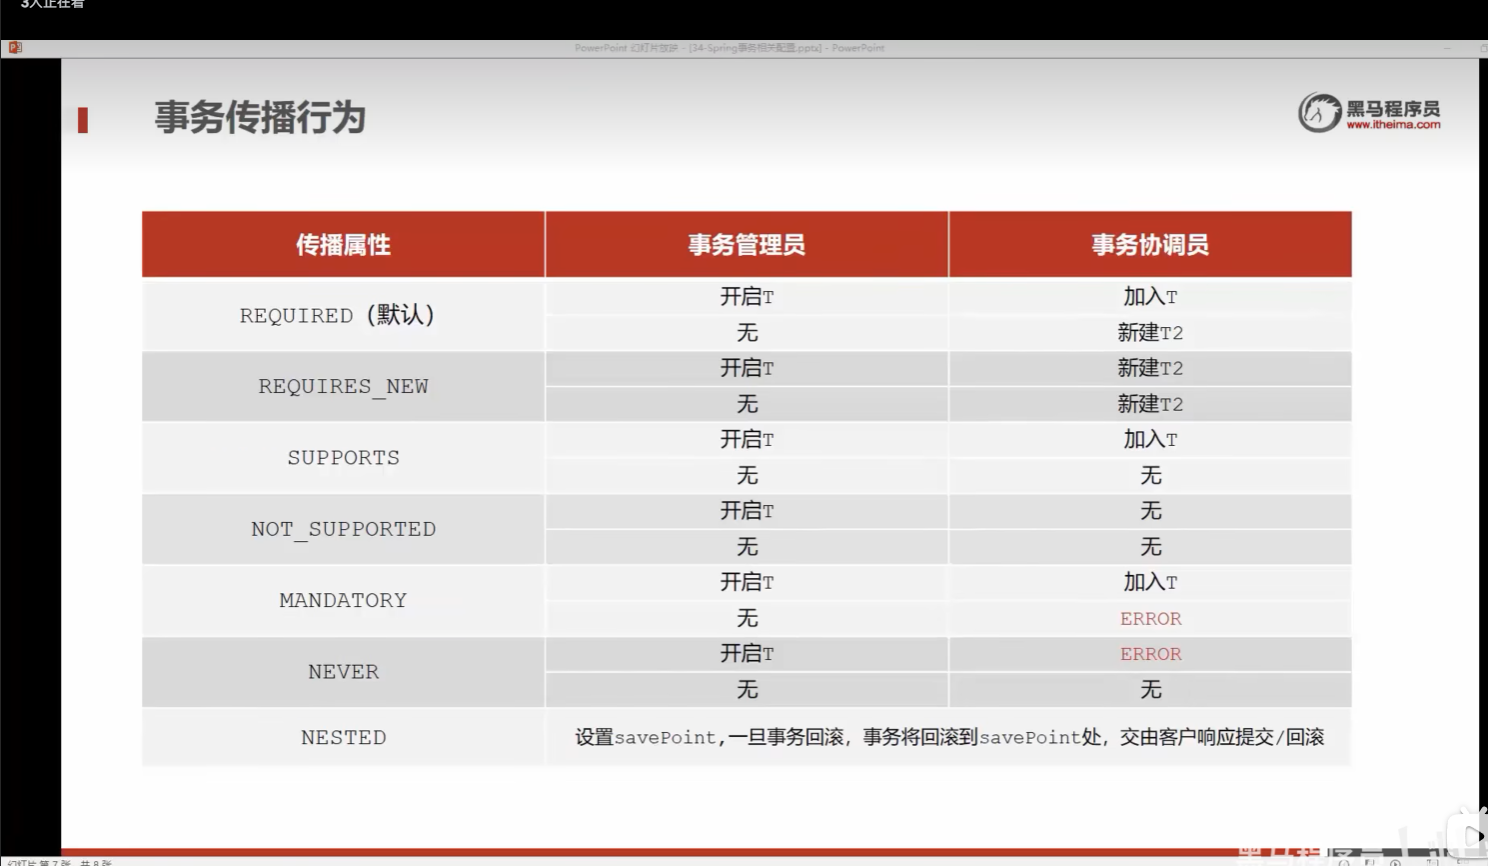 3人正在看
PowerPoint 幻灯片放映 - [34-Spring事务相关配置.pptx] - PowerPoint
事务传播行为
黑马程序员
www.itheima.com
传播属性 事务管理员 事务协调员
REQUIRED（默认） 开启T 加入T
无 新建T2
REQUIRES_NEW 开启T 新建T2
无 新建T2
SUPPORTS 开启T 加入T
无 无
NOT_SUPPORTED 开启T 无
无 无
MANDATORY 开启T 加入T
无 ERROR
NEVER 开启T ERROR
无 无
NESTED 设置savePoint,一旦事务回滚，事务将回滚到savePoint处，交由客户响应提交/回滚
幻灯片 第 7 张，共 8 张